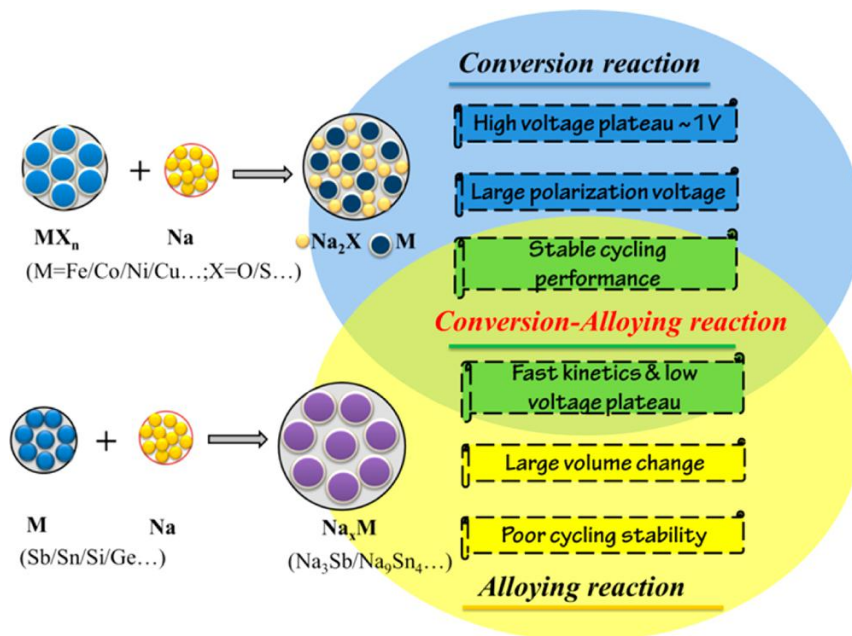 Conversion reaction
High voltage plateau ~1V
Large polarization voltage
Stable cycling
performance
MXₙ + Na
Na₂X M
(M=Fe/Co/Ni/Cu…;X=O/S…)
Conversion-Alloying reaction
Fast kinetics & low
voltage plateau
Large volume change
Poor cycling stability
M + Na
NaₓM
(Sb/Sn/Si/Ge…)
(Na₃Sb/Na₉Sn₄…)
Alloying reaction